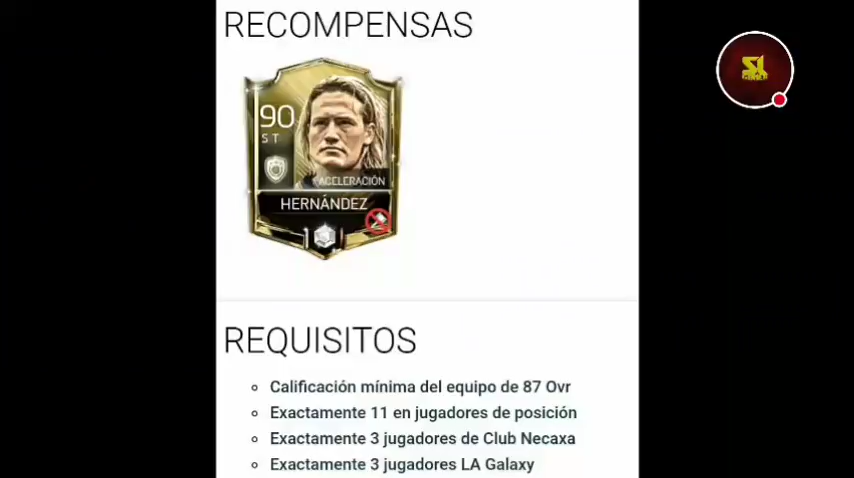 RECOMPENSAS
90
ST
ACELERACIÓN
HERNÁNDEZ
REQUISITOS
Calificación mínima del equipo de 87 Ovr
Exactamente 11 en jugadores de posición
Exactamente 3 jugadores de Club Necaxa
Exactamente 3 jugadores LA Galaxy